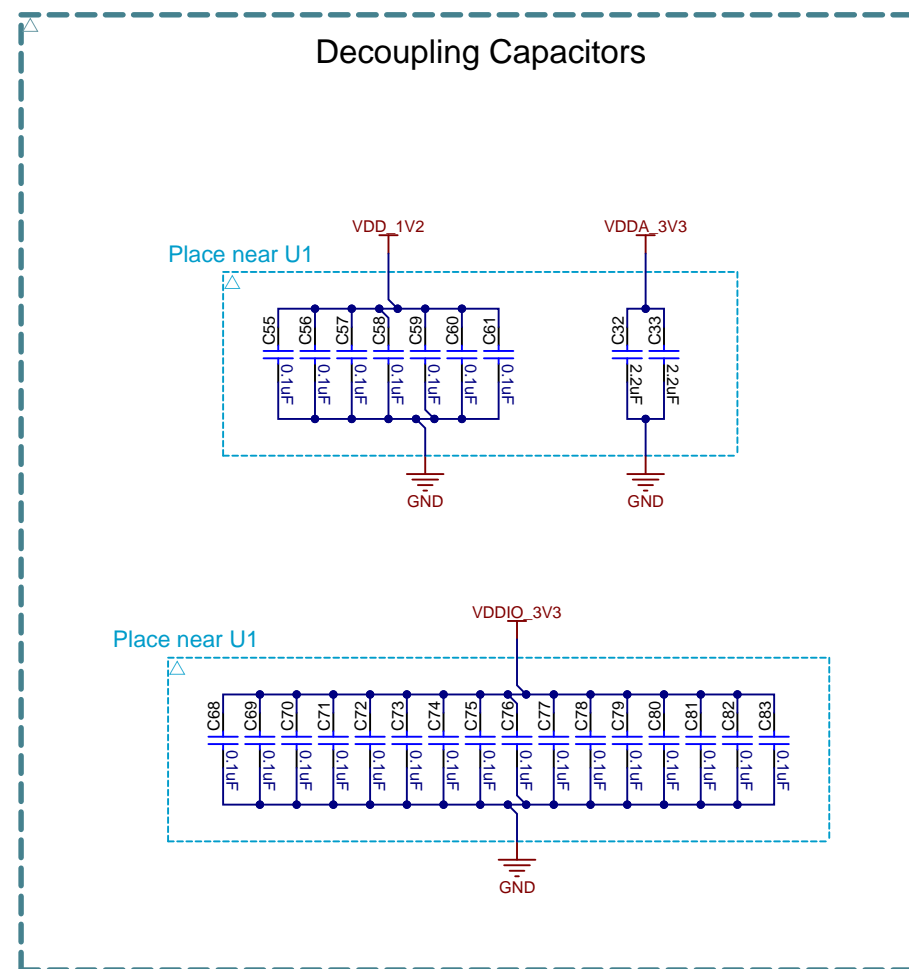 Decoupling Capacitors
VDD_1V2
VDDA_3V3
Place near U1
C55 C56 C57 C58 C59 C60 C61
C32 C33
0.1uF 0.1uF 0.1uF 0.1uF 0.1uF 0.1uF 0.1uF
2.2uF 2.2uF
GND
GND
VDDIO_3V3
Place near U1
C68 C69 C70 C71 C72 C73 C74 C75 C76 C77 C78 C79 C80 C81 C82 C83
0.1uF 0.1uF 0.1uF 0.1uF 0.1uF 0.1uF 0.1uF 0.1uF 0.1uF 0.1uF 0.1uF 0.1uF 0.1uF 0.1uF 0.1uF 0.1uF
GND